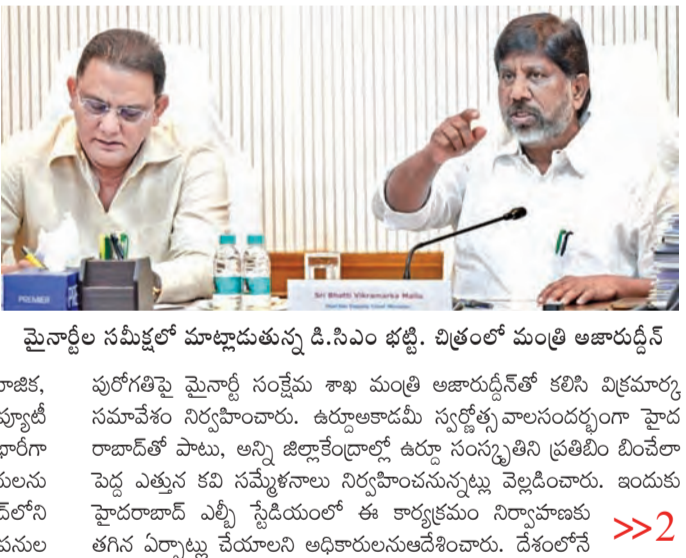 PREMIER
Sri Bhatti Vikramarka Mallu
మైనార్టీల సమీక్షలో మాట్లాడుతున్న డి.సిఎం భట్టి. చిత్రంలో మంత్రి అజారుద్దీన్
పురోగతిపై మైనార్టీ సంక్షేమ శాఖ మంత్రి అజారుద్దీన్‌తో కలిసి విక్రమార్క
సమావేశం నిర్వహించారు. ఉర్దూఅకాడమీ స్వర్ణోత్స వాలసందర్భంగా హైద
రాబాద్‌తో పాటు, అన్ని జిల్లాకేంద్రాల్లో ఉర్దూ సంస్కృతిని ప్రతిబిం బించేలా
పెద్ద ఎత్తున కవి సమ్మేళనాలు నిర్వహించనున్నట్లు వెల్లడించారు. ఇందుకు
హైదరాబాద్ ఎల్బీ స్టేడియంలో ఈ కార్యక్రమం నిర్వాహణకు
తగిన ఏర్పాట్లు చేయాలని అధికారులనుఆదేశించారు. దేశంలోనే
>>2